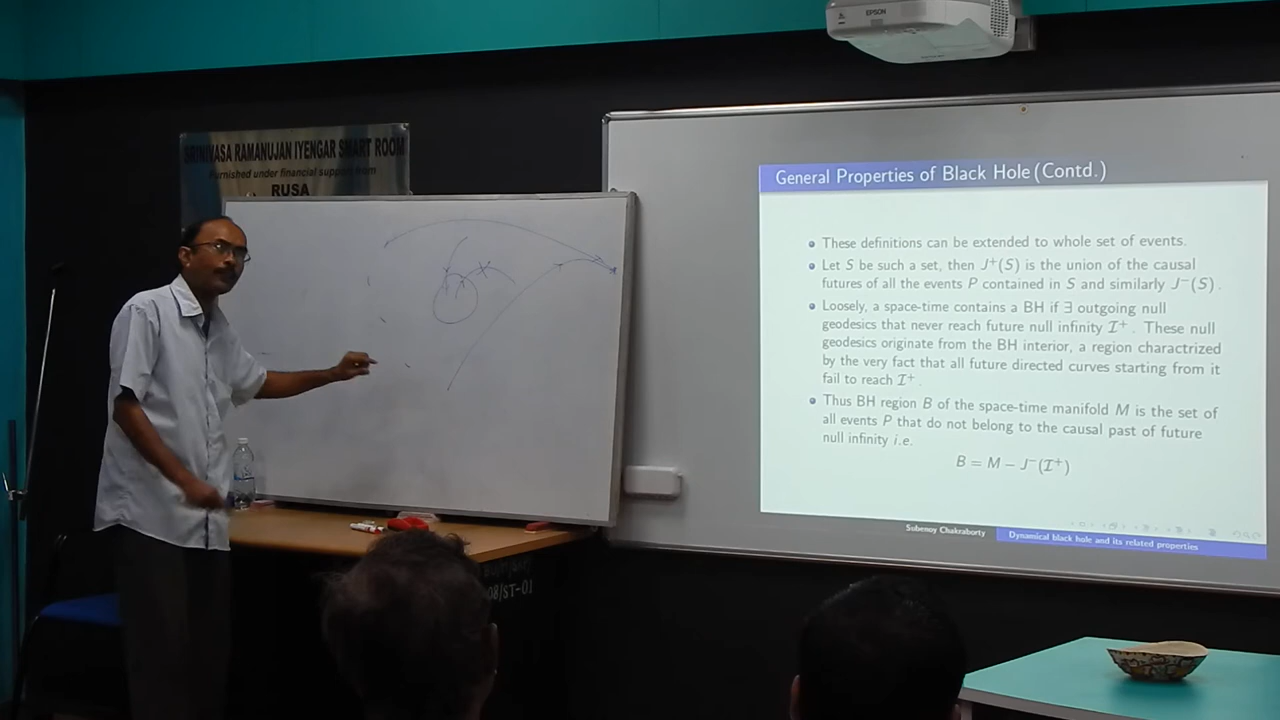 EPSON
SRINIVASA RAMANUJAN IYENGAR SMART ROOM
Furnished under financial support from
RUSA
General Properties of Black Hole(Contd.)
These definitions can be extended to whole set of events.
Let S be such a set, then J⁺(S) is the union of the causal
futures of all the events P contained in S and similarly J⁻(S).
Loosely, a space-time contains a BH if ∃ outgoing null
geodesics that never reach future null infinity ℐ⁺. These null
geodesics originate from the BH interior, a region charactrized
by the very fact that all future directed curves starting from it
fail to reach ℐ⁺.
Thus BH region B of the space-time manifold M is the set of
all events P that do not belong to the causal past of future
null infinity i.e.
B = M − J⁻(ℐ⁺)
Subenoy Chakraborty
Dynamical black hole and its related properties
08/ST-01